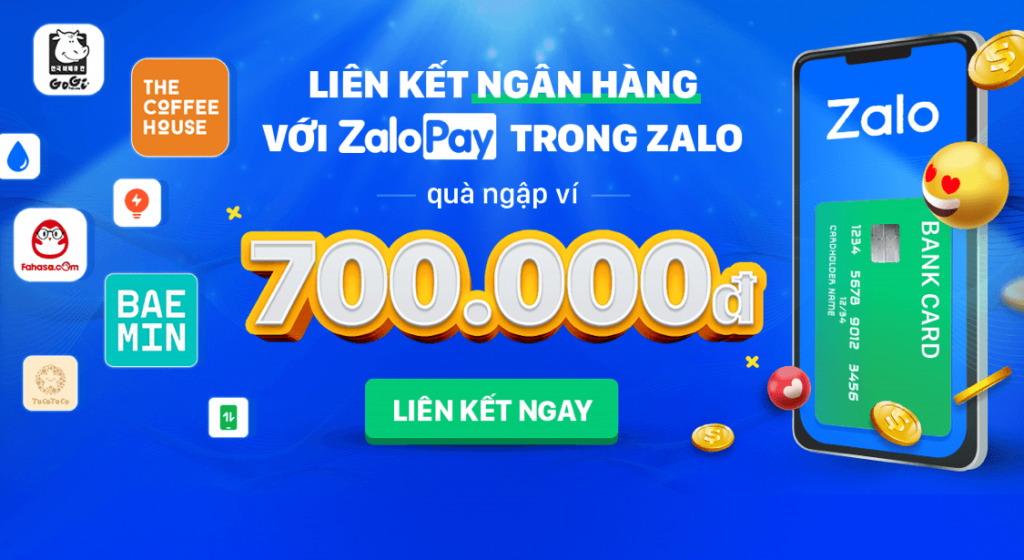 LIÊN KẾT NGÂN HÀNG
VỚI ZaloPay TRONG ZALO
quà ngập ví
700.000đ
LIÊN KẾT NGAY
GoGi
THE
COFFEE
HOUSE
Fahasa.com
BAE
MIN
ToCoToCo
Zalo
BANK CARD
1234 5678 9012 3456
12/34
CARDHOLDER NAME